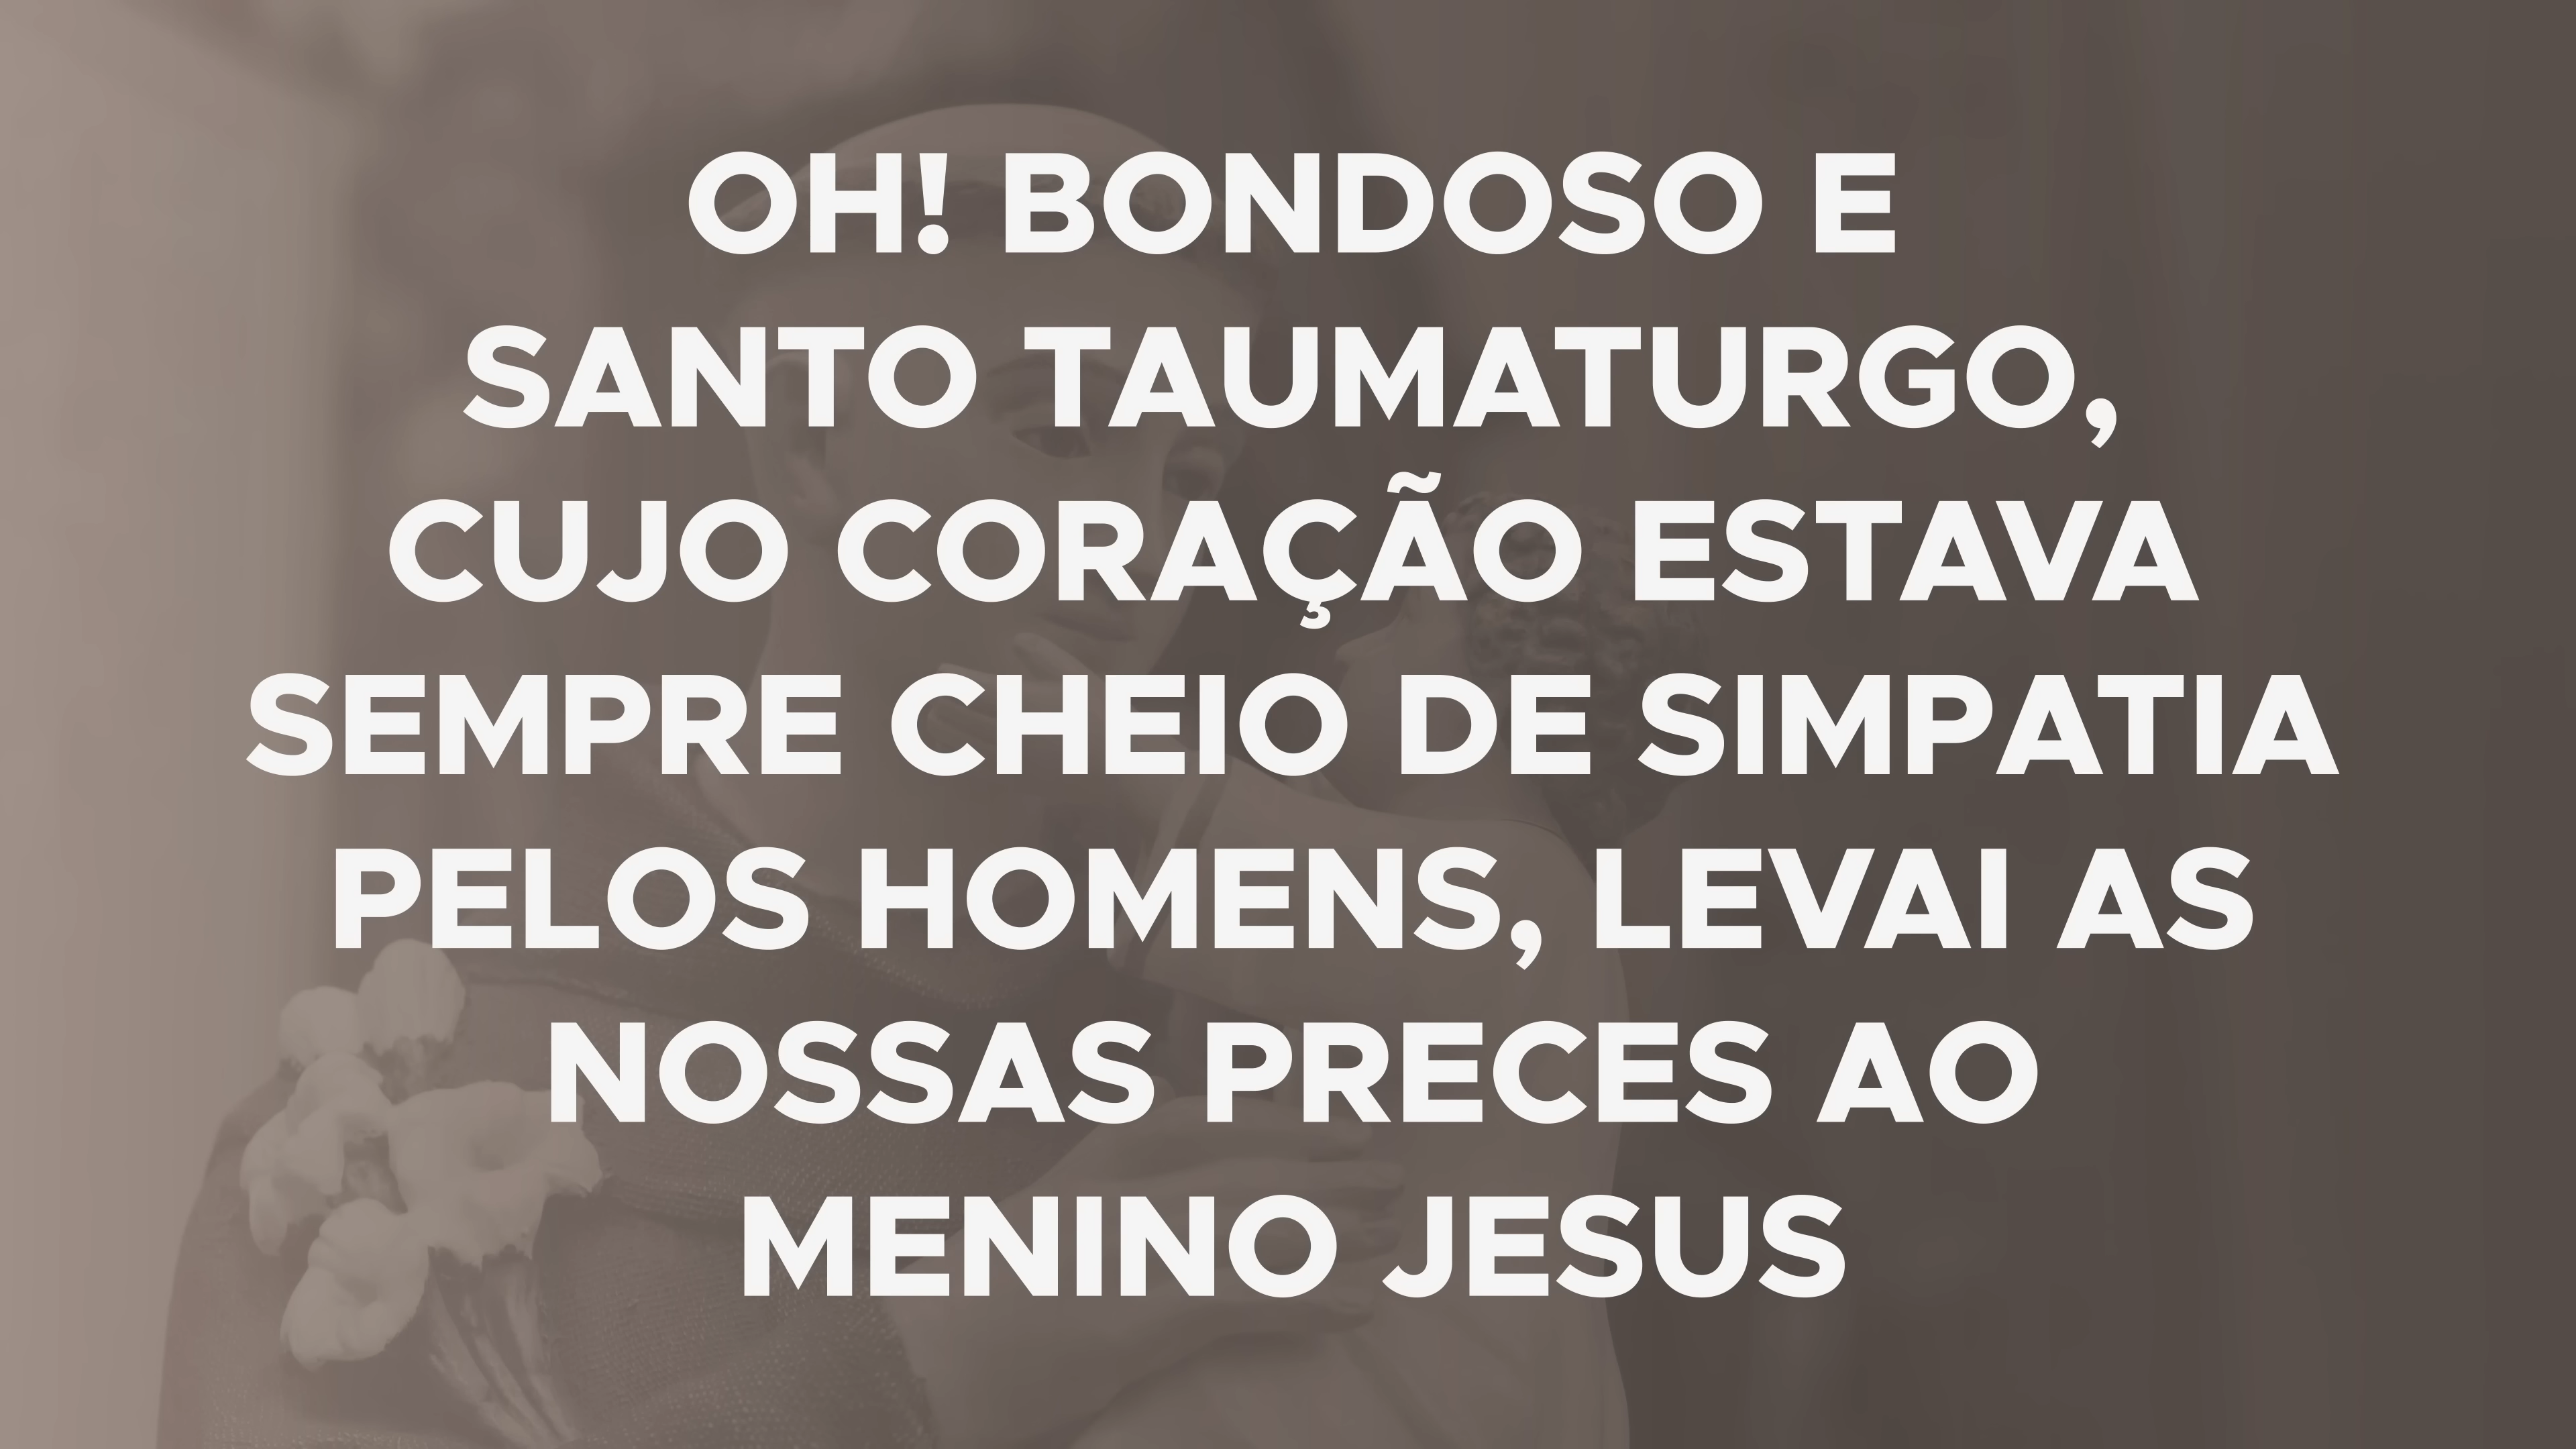 OH! BONDOSO E
SANTO TAUMATURGO,
CUJO CORAÇÃO ESTAVA
SEMPRE CHEIO DE SIMPATIA
PELOS HOMENS, LEVAI AS
NOSSAS PRECES AO
MENINO JESUS